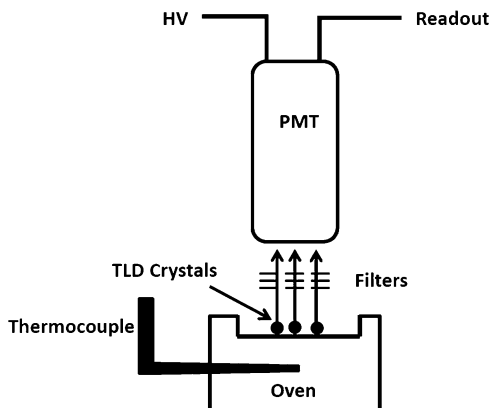 HV
Readout
PMT
TLD Crystals
Filters
Thermocouple
Oven